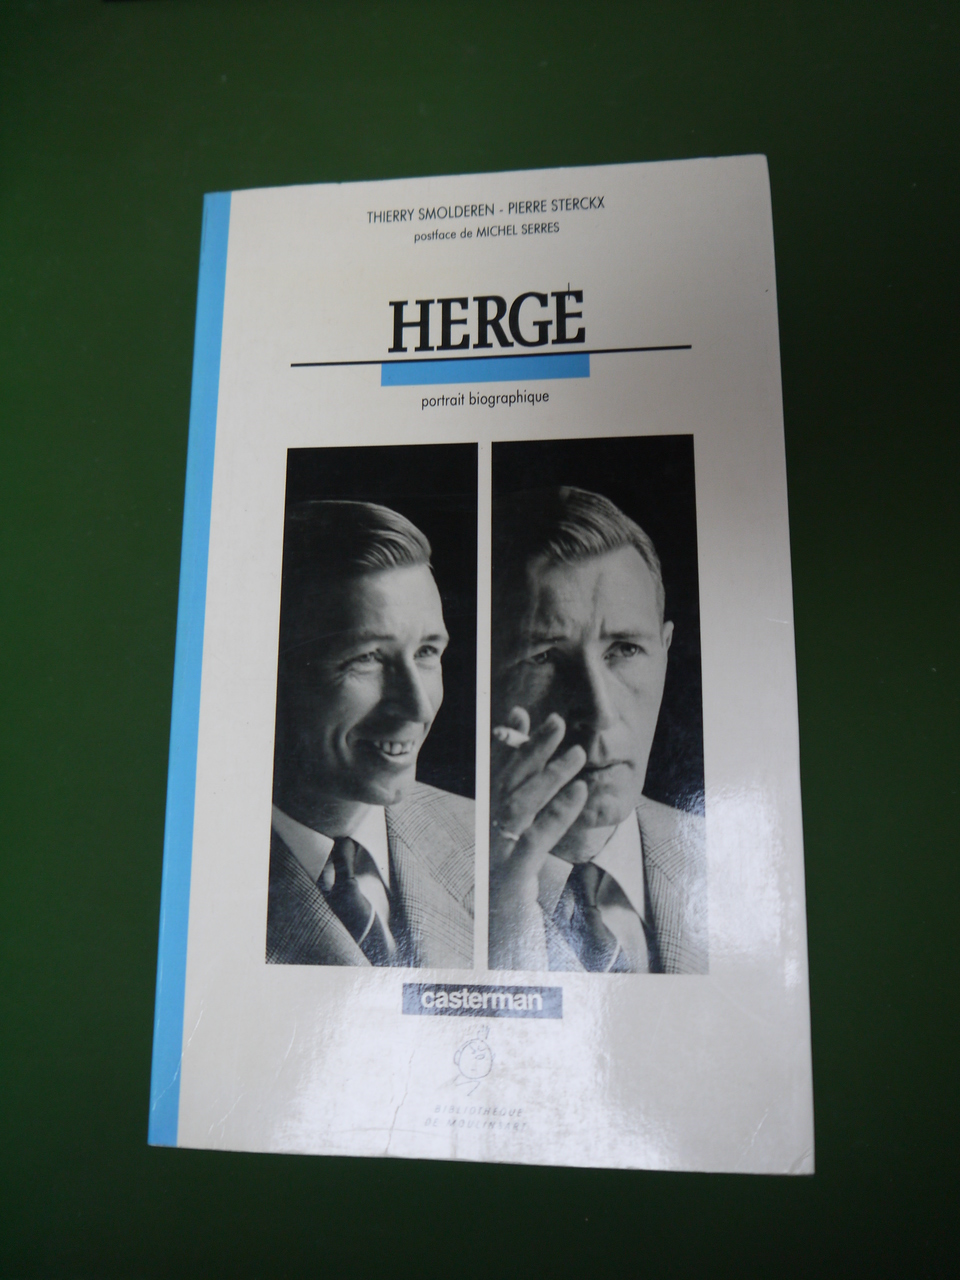 THIERRY SMOLDEREN - PIERRE STERCKX
postface de MICHEL SERRES
HERGÉ
portrait biographique
casterman
BIBLIOTHÈQUE
DE MOULINSART